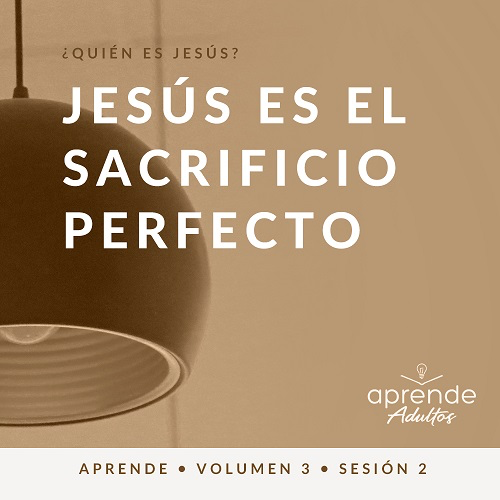 ¿QUIÉN ES JESÚS?
JESÚS ES EL
SACRIFICIO
PERFECTO
aprende
Adultos
APRENDE • VOLUMEN 3 • SESIÓN 2